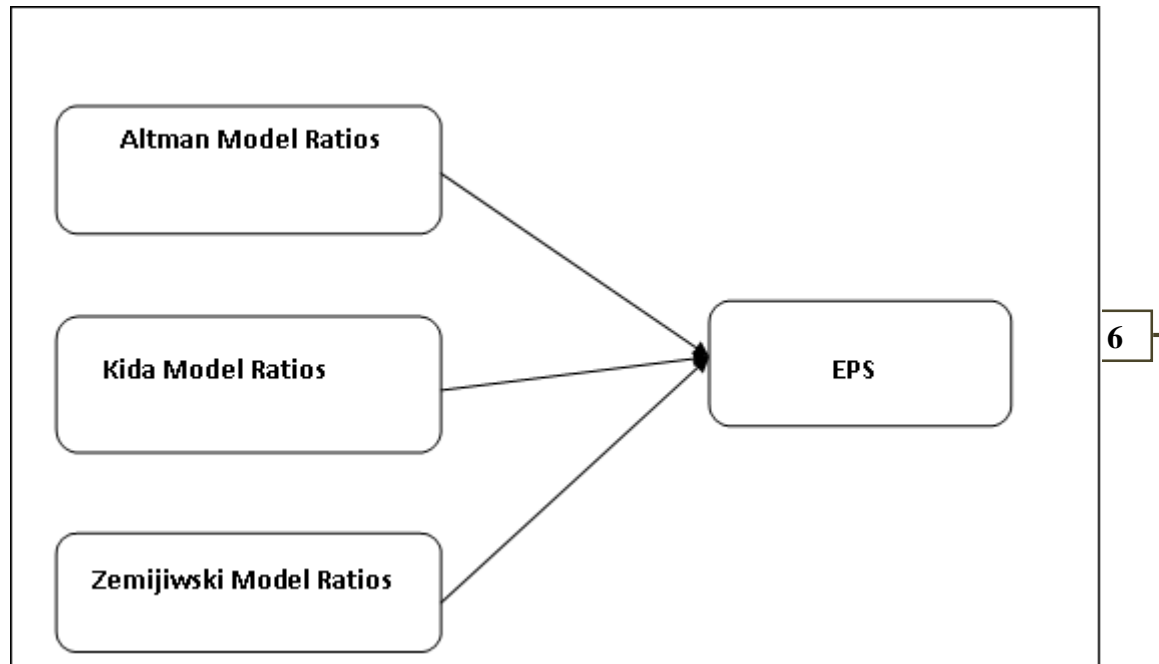 Altman Model Ratios
Kida Model Ratios
EPS
6
Zemijiwski Model Ratios